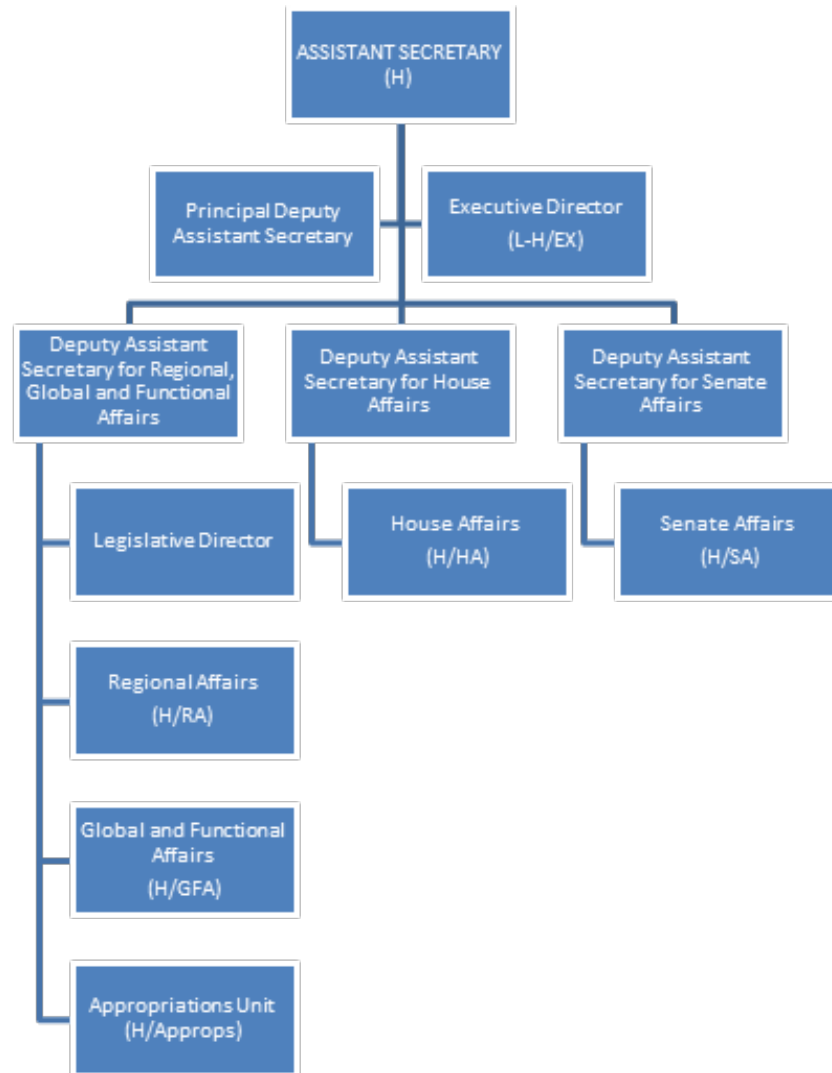 ASSISTANT SECRETARY
(H)
Principal Deputy
Assistant Secretary
Executive Director
(L-H/EX)
Deputy Assistant
Secretary for Regional,
Global and Functional
Affairs
Deputy Assistant
Secretary for House
Affairs
Deputy Assistant
Secretary for Senate
Affairs
Legislative Director
House Affairs
(H/HA)
Senate Affairs
(H/SA)
Regional Affairs
(H/RA)
Global and Functional
Affairs
(H/GFA)
Appropriations Unit
(H/Approps)